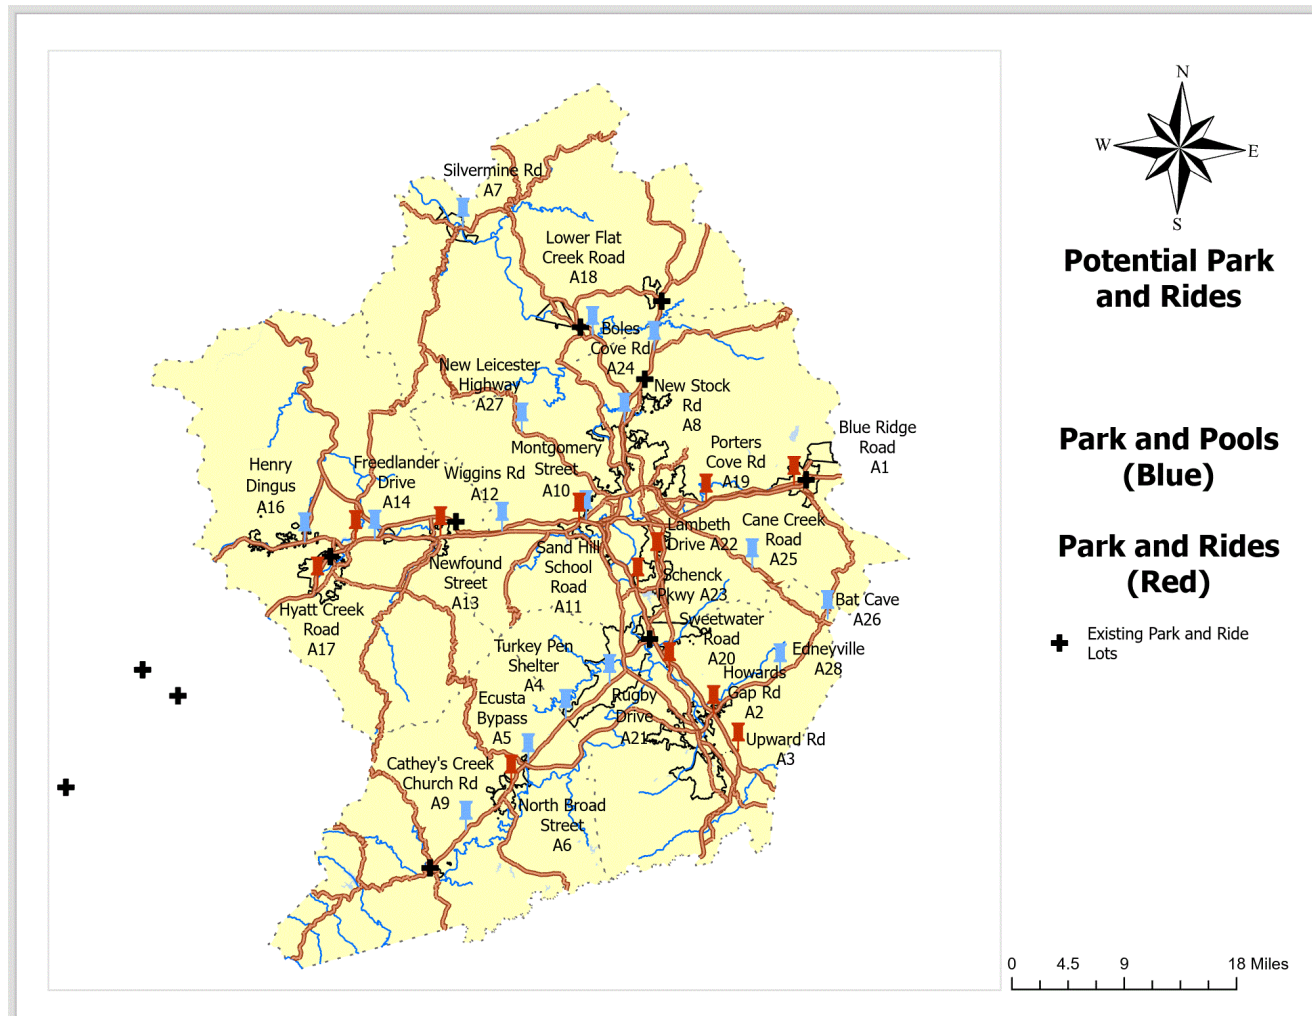 N
W
E
S
Potential Park
and Rides
Park and Pools
(Blue)
Park and Rides
(Red)
Existing Park and Ride
Lots
0 4.5 9 18 Miles
Silvermine Rd
A7
Lower Flat
Creek Road
A18
Boles
Cove Rd
A24
New Leicester
Highway
A27
New Stock
Rd
A8
Blue Ridge
Road
A1
Porters
Cove Rd
A19
Montgomery
Street
A10
Henry
Dingus
A16
Freedlander
Drive
A14
Wiggins Rd
A12
Cane Creek
Road
A25
Lambeth
Drive A22
Sand Hill
School
Road
A11
Newfound
Street
A13
Schenck
Pkwy A23
Hyatt Creek
Road
A17
Bat Cave
A26
Sweetwater
Road
A20
Turkey Pen
Shelter
A4
Edneyville
A28
Howards
Gap Rd
A2
Ecusta
Bypass
A5
Rugby
Drive
A21
Upward Rd
A3
Cathey's Creek
Church Rd
A9
North Broad
Street
A6